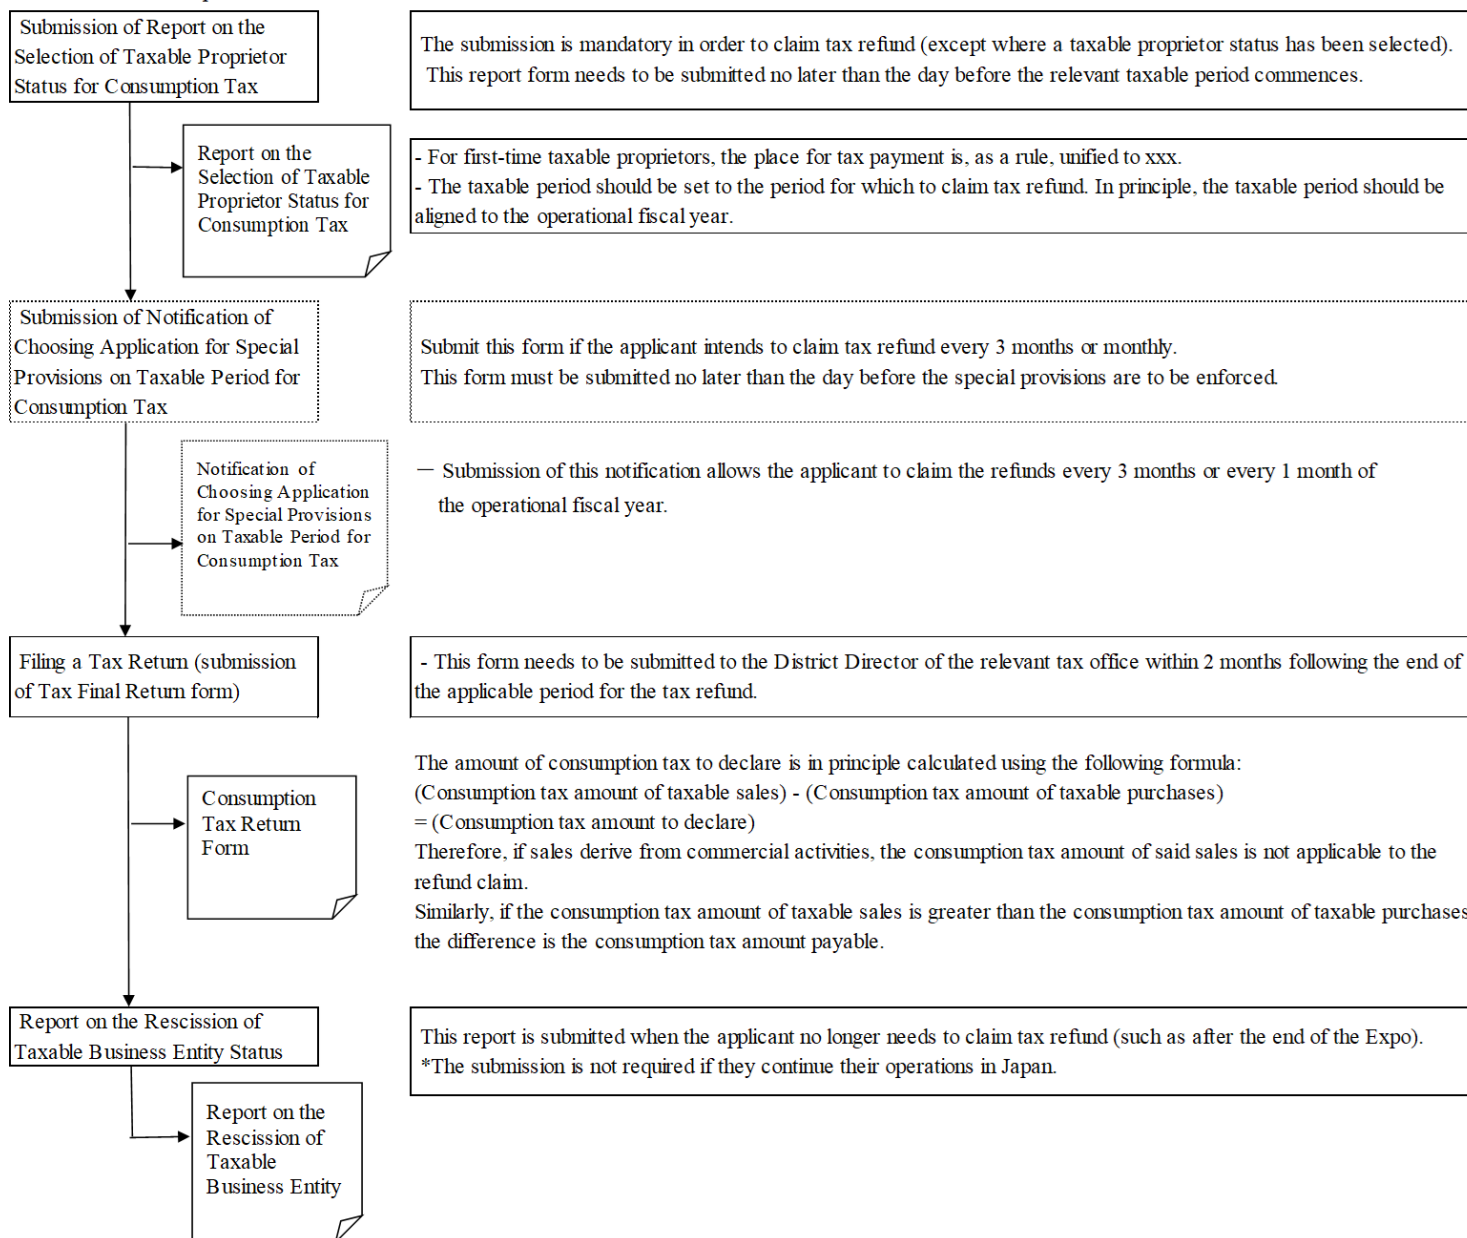 Submission of Report on the
Selection of Taxable Proprietor
Status for Consumption Tax
The submission is mandatory in order to claim tax refund (except where a taxable proprietor status has been selected).
This report form needs to be submitted no later than the day before the relevant taxable period commences.
Report on the
Selection of Taxable
Proprietor Status for
Consumption Tax
- For first-time taxable proprietors, the place for tax payment is, as a rule, unified to xxx.
- The taxable period should be set to the period for which to claim tax refund. In principle, the taxable period should be
aligned to the operational fiscal year.
Submission of Notification of
Choosing Application for Special
Provisions on Taxable Period for
Consumption Tax
Submit this form if the applicant intends to claim tax refund every 3 months or monthly.
This form must be submitted no later than the day before the special provisions are to be enforced.
Notification of
Choosing Application
for Special Provisions
on Taxable Period for
Consumption Tax
— Submission of this notification allows the applicant to claim the refunds every 3 months or every 1 month of
the operational fiscal year.
Filing a Tax Return (submission
of Tax Final Return form)
- This form needs to be submitted to the District Director of the relevant tax office within 2 months following the end of
the applicable period for the tax refund.
Consumption
Tax Return
Form
The amount of consumption tax to declare is in principle calculated using the following formula:
(Consumption tax amount of taxable sales) - (Consumption tax amount of taxable purchases)
= (Consumption tax amount to declare)
Therefore, if sales derive from commercial activities, the consumption tax amount of said sales is not applicable to the
refund claim.
Similarly, if the consumption tax amount of taxable sales is greater than the consumption tax amount of taxable purchases
the difference is the consumption tax amount payable.
Report on the Rescission of
Taxable Business Entity Status
This report is submitted when the applicant no longer needs to claim tax refund (such as after the end of the Expo).
*The submission is not required if they continue their operations in Japan.
Report on the
Rescission of
Taxable
Business Entity